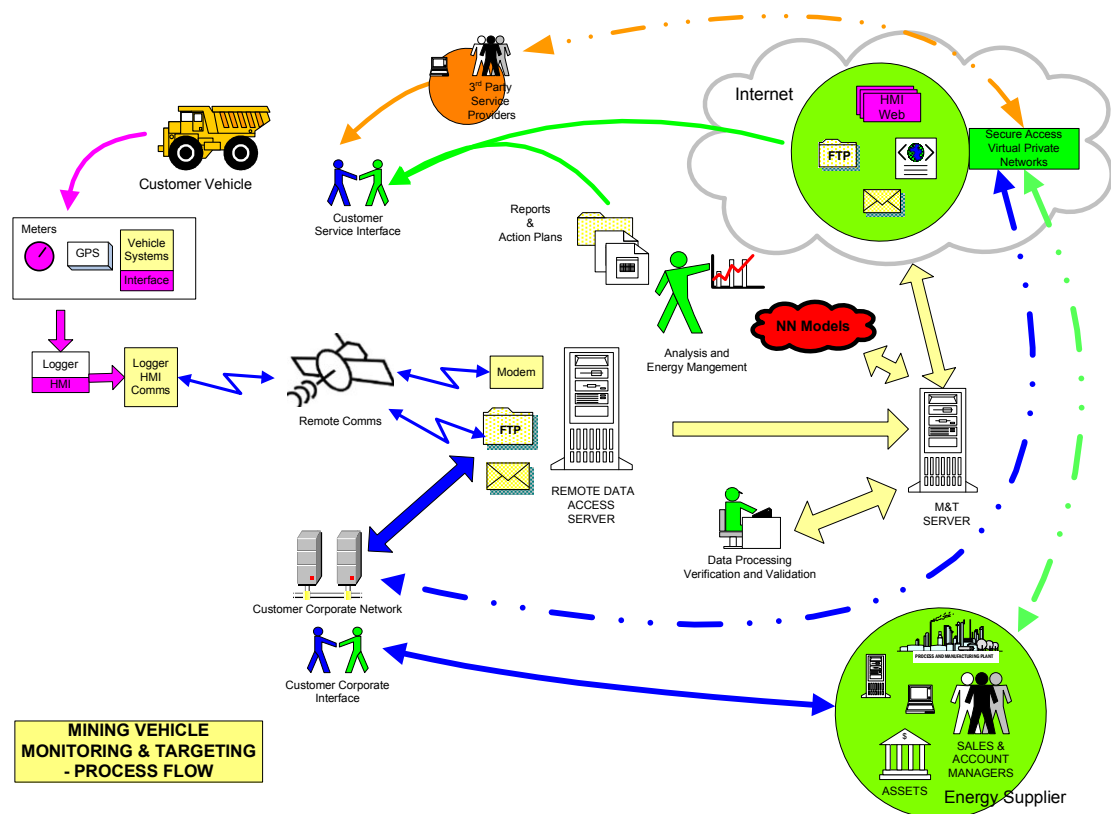 3rd Party
Service
Providers
Internet
HMI
Web
FTP
Secure Access
Virtual Private
Networks
Customer Vehicle
Customer
Service Interface
Reports
&
Action Plans
Meters
GPS
Vehicle
Systems
Interface
NN Models
Analysis and
Energy Mangement
Logger
HMI
Logger
HMI
Comms
Remote Comms
Modem
FTP
REMOTE DATA
ACCESS
SERVER
M&T
SERVER
Data Processing
Verification and Validation
Customer Corporate Network
Customer Corporate
Interface
PROCESS AND MANUFACTURING PLANT
$
ASSETS
SALES &
ACCOUNT
MANAGERS
Energy Supplier
MINING VEHICLE
MONITORING & TARGETING
- PROCESS FLOW